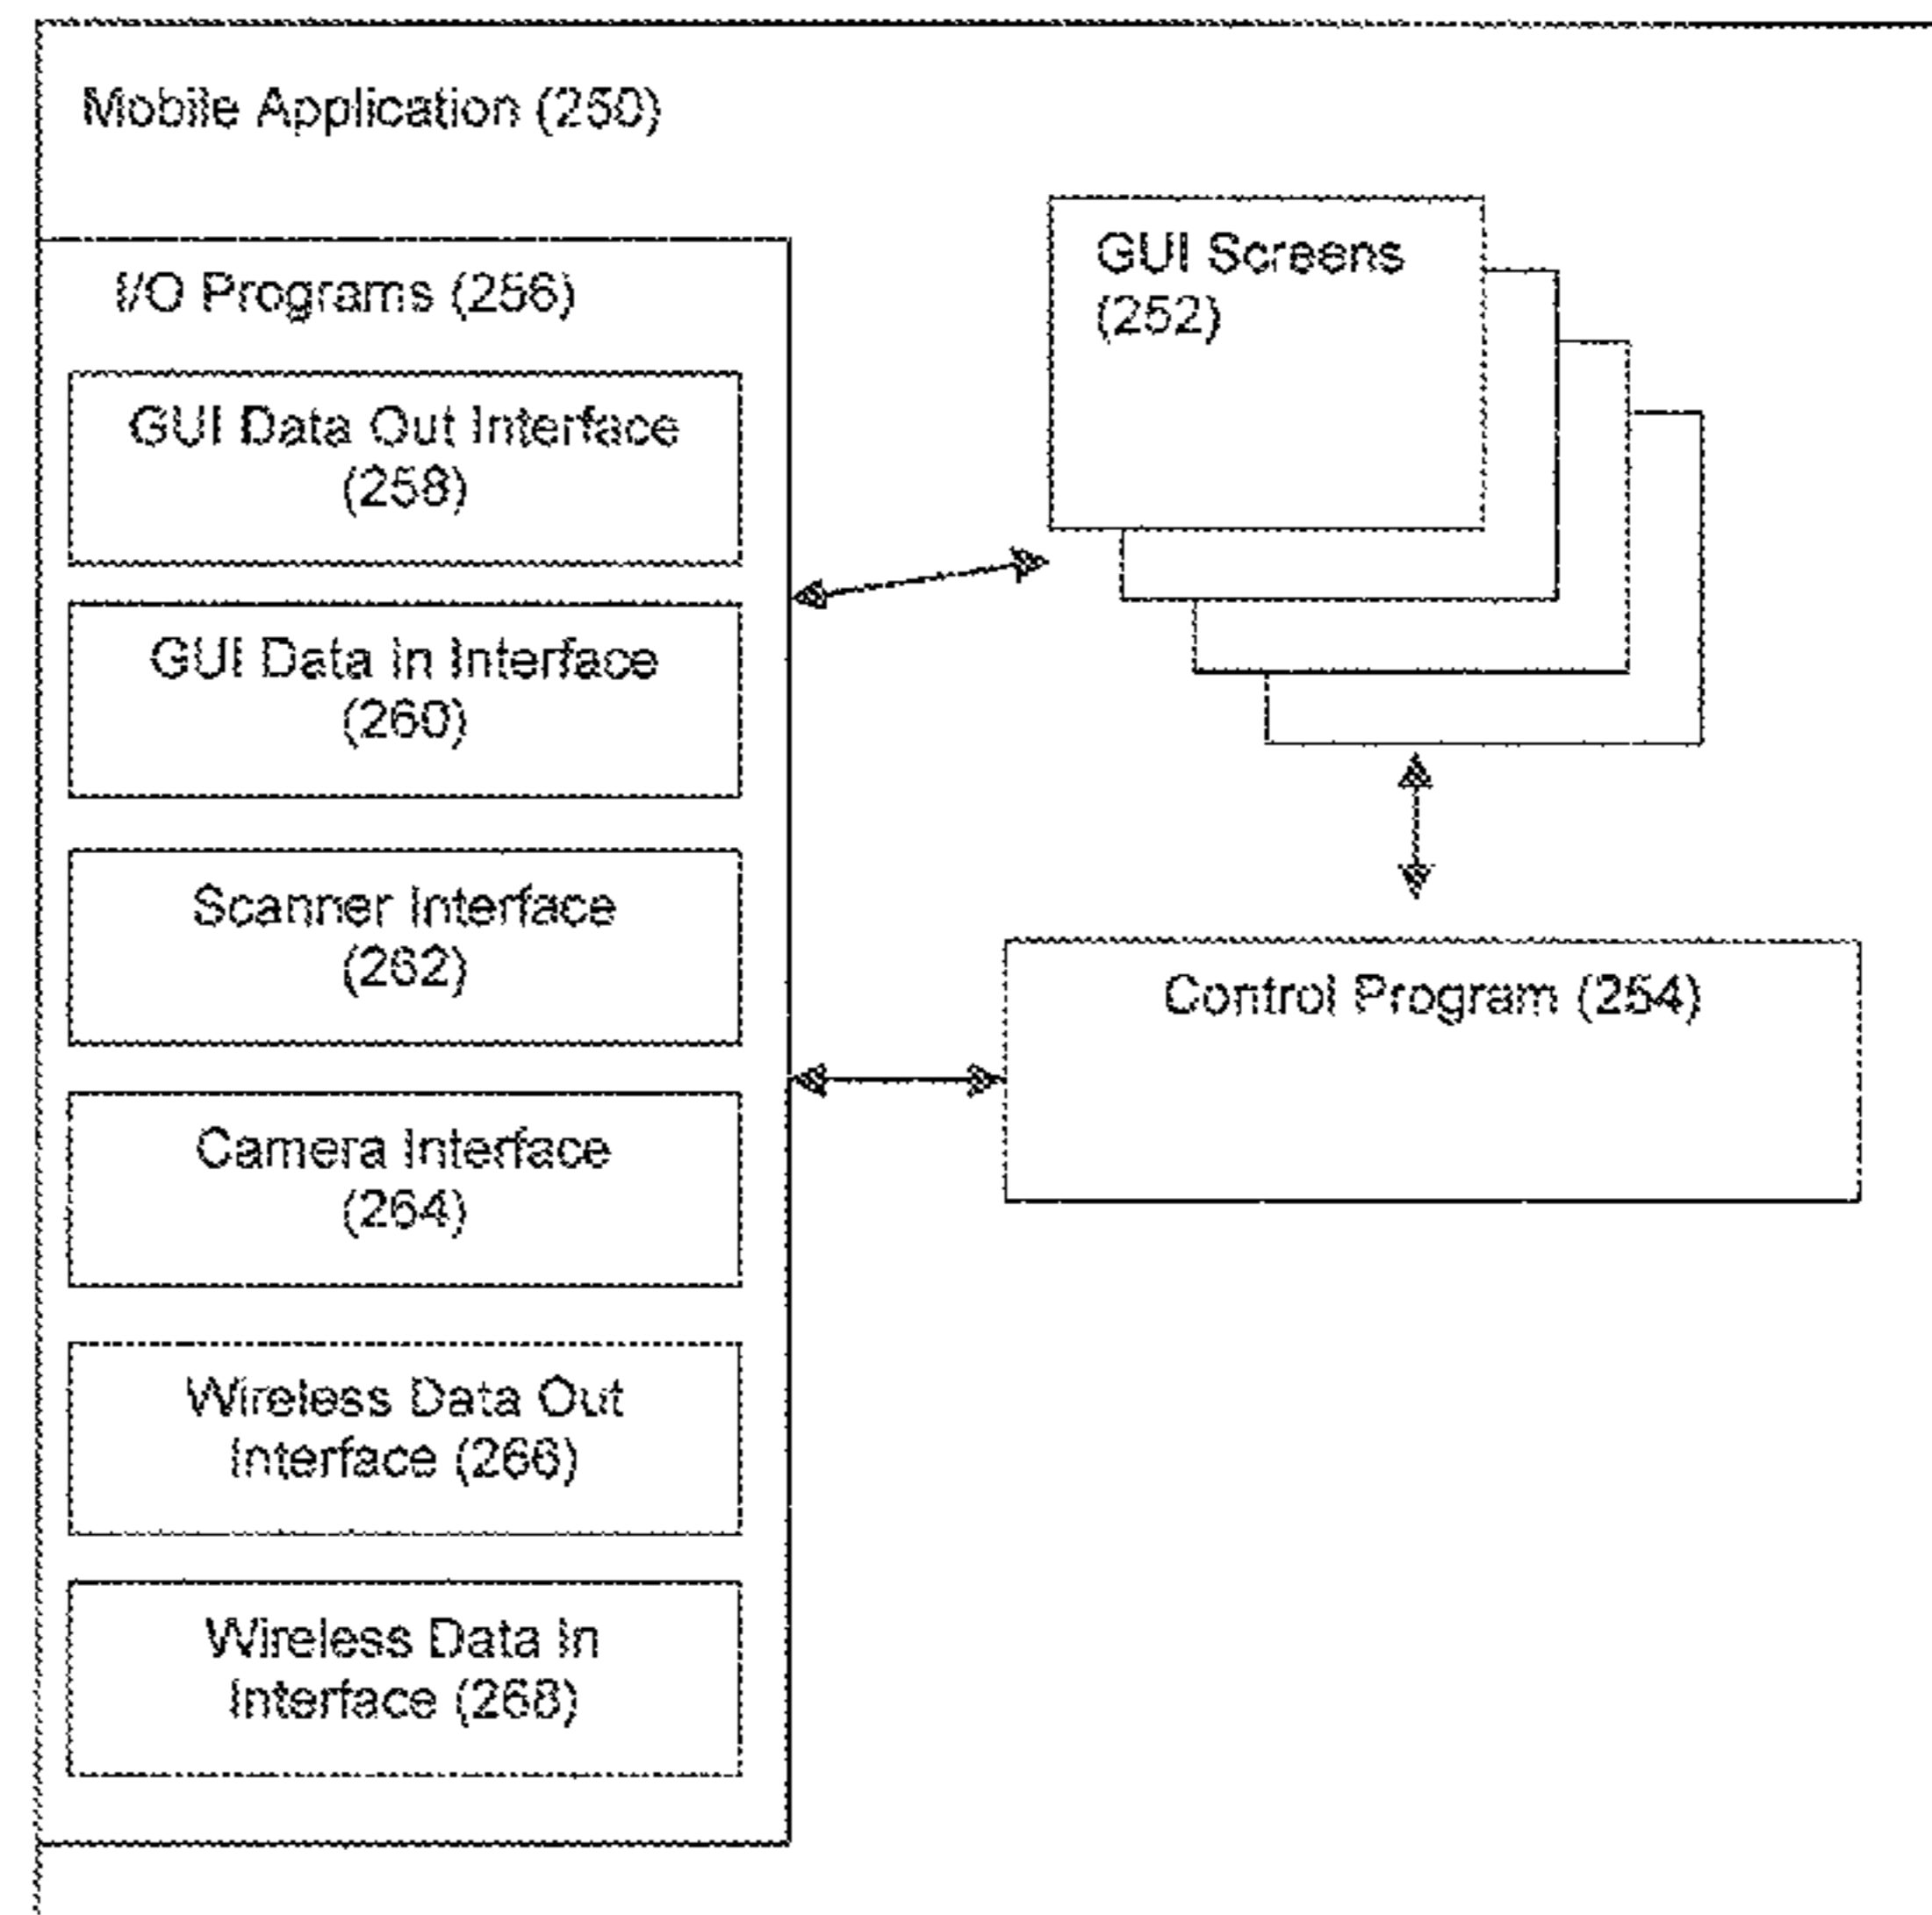 Mobile Application (250)
I/O Programs (256)
GUI Data Out Interface
(258)
GUI Data In Interface
(260)
Scanner Interface
(262)
Camera Interface
(264)
Wireless Data Out
Interface (266)
Wireless Data In
Interface (268)
GUI Screens
(252)
Control Program (254)